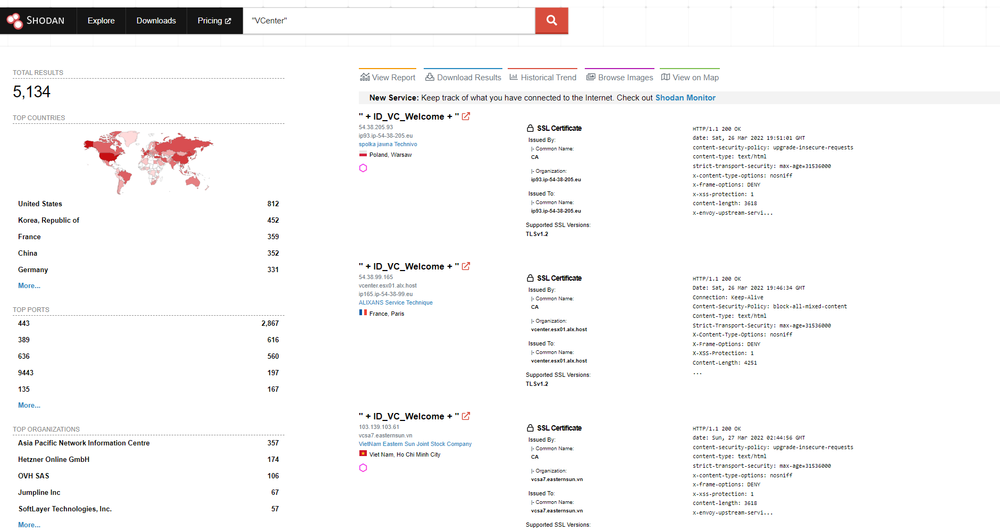 SHODAN
Explore
Downloads
Pricing
"VCenter"
TOTAL RESULTS
5,134
TOP COUNTRIES
United States 812
Korea, Republic of 452
France 359
China 352
Germany 331
More...
TOP PORTS
443 2,867
389 616
636 560
9443 197
135 167
More...
TOP ORGANIZATIONS
Asia Pacific Network Information Centre 357
Hetzner Online GmbH 174
OVH SAS 106
Jumpline Inc 67
SoftLayer Technologies, Inc. 57
More...
View Report
Download Results
Historical Trend
Browse Images
View on Map
New Service: Keep track of what you have connected to the Internet. Check out Shodan Monitor
" + ID_VC_Welcome + "
54.38.205.93
ip93.ip-54-38-205.eu
spolka jawna Technivo
Poland, Warsaw
SSL Certificate
Issued By:
|- Common Name:
CA
|- Organization:
ip93.ip-54-38-205.eu
Issued To:
|- Common Name:
ip93.ip-54-38-205.eu
Supported SSL Versions:
TLSv1.2
HTTP/1.1 200 OK
date: Sat, 26 Mar 2022 19:51:01 GMT
content-security-policy: upgrade-insecure-requests
content-type: text/html
strict-transport-security: max-age=31536000
x-content-type-options: nosniff
x-frame-options: DENY
x-xss-protection: 1
content-length: 3618
x-envoy-upstream-servi...
" + ID_VC_Welcome + "
54.38.99.165
vcenter.esx01.alx.host
ip165.ip-54-38-99.eu
ALIXANS Service Technique
France, Paris
SSL Certificate
Issued By:
|- Common Name:
CA
|- Organization:
vcenter.esx01.alx.host
Issued To:
|- Common Name:
vcenter.esx01.alx.host
Supported SSL Versions:
TLSv1.2
HTTP/1.1 200 OK
Date: Sat, 26 Mar 2022 19:46:34 GMT
Connection: Keep-Alive
Content-Security-Policy: block-all-mixed-content
Content-Type: text/html
Strict-Transport-Security: max-age=31536000
X-Content-Type-Options: nosniff
X-Frame-Options: DENY
X-XSS-Protection: 1
Content-Length: 4251
...
" + ID_VC_Welcome + "
103.139.103.61
vcsa7.easternsun.vn
VietNam Eastern Sun Joint Stock Company
Viet Nam, Ho Chi Minh City
SSL Certificate
Issued By:
|- Common Name:
CA
|- Organization:
vcsa7.easternsun.vn
Issued To:
|- Common Name:
vcsa7.easternsun.vn
Supported SSL Versions:
HTTP/1.1 200 OK
date: Sun, 27 Mar 2022 02:44:56 GMT
content-security-policy: upgrade-insecure-requests
content-type: text/html
strict-transport-security: max-age=31536000
x-content-type-options: nosniff
x-frame-options: DENY
x-xss-protection: 1
content-length: 3618
x-envoy-upstream-servi...